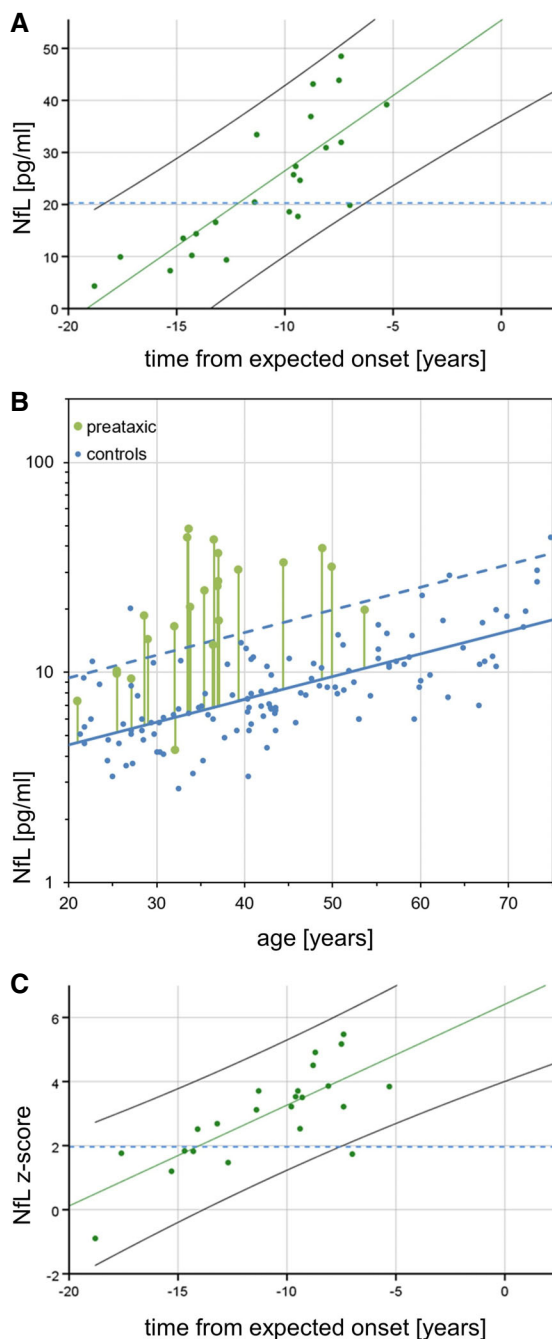 A
50
40
30
20
10
0
NfL [pg/ml]
-20 -15 -10 -5 0
time from expected onset [years]
B
preataxic
controls
100
10
1
NfL [pg/ml]
20 30 40 50 60 70
age [years]
C
6
4
2
0
-2
NfL z-score
-20 -15 -10 -5 0
time from expected onset [years]